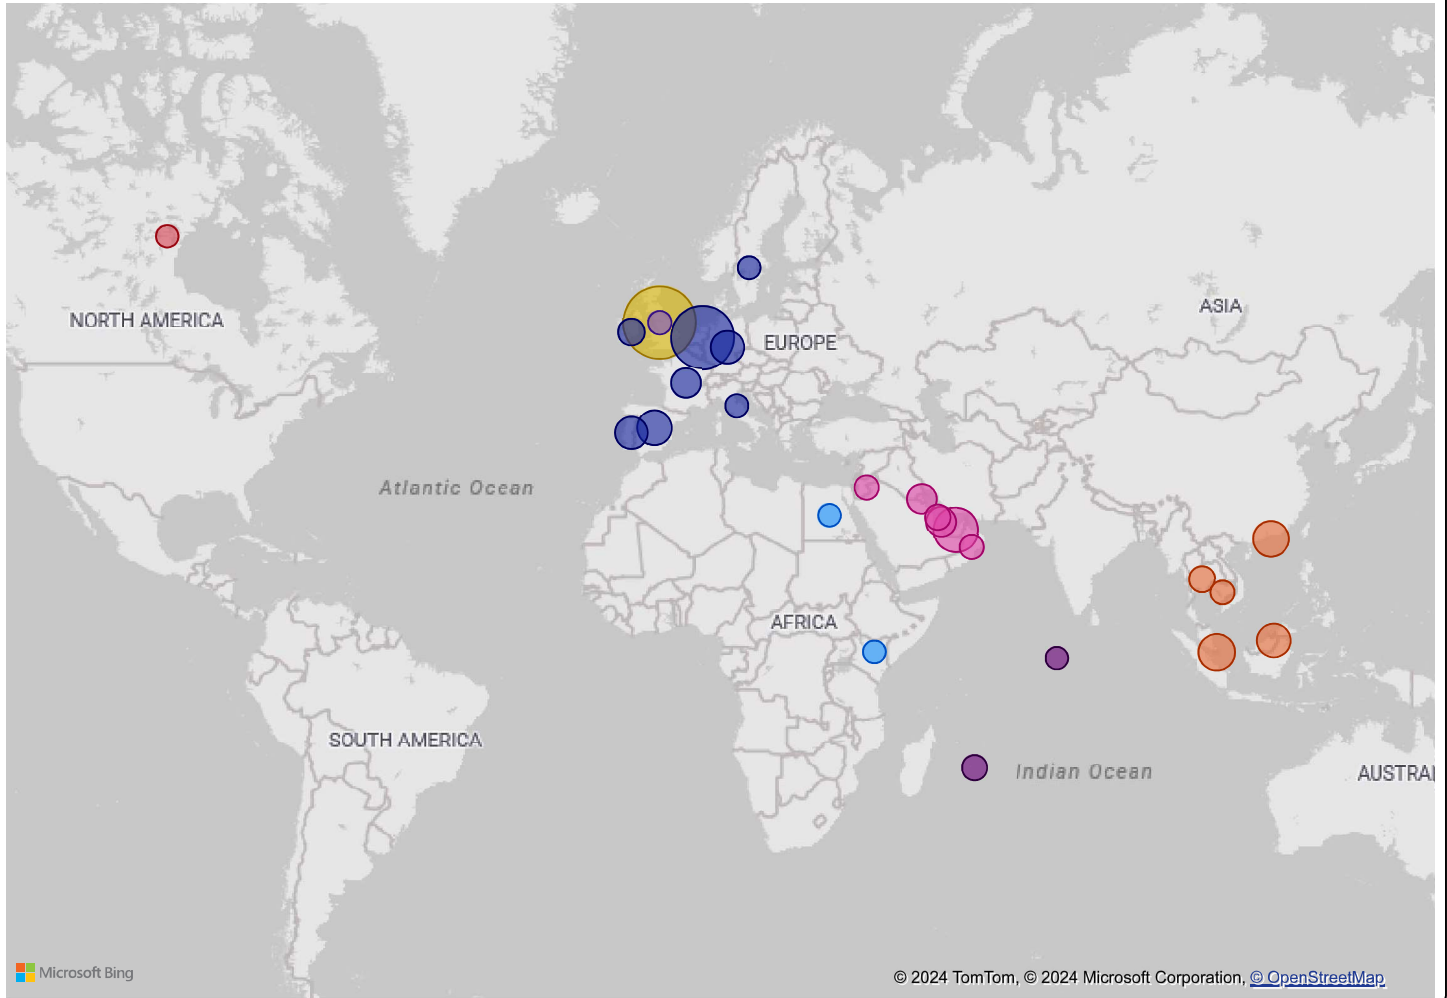 NORTH AMERICA
ASIA
EUROPE
Atlantic Ocean
AFRICA
SOUTH AMERICA
Indian Ocean
AUSTRAL
Microsoft Bing
© 2024 TomTom, © 2024 Microsoft Corporation, © OpenStreetMap